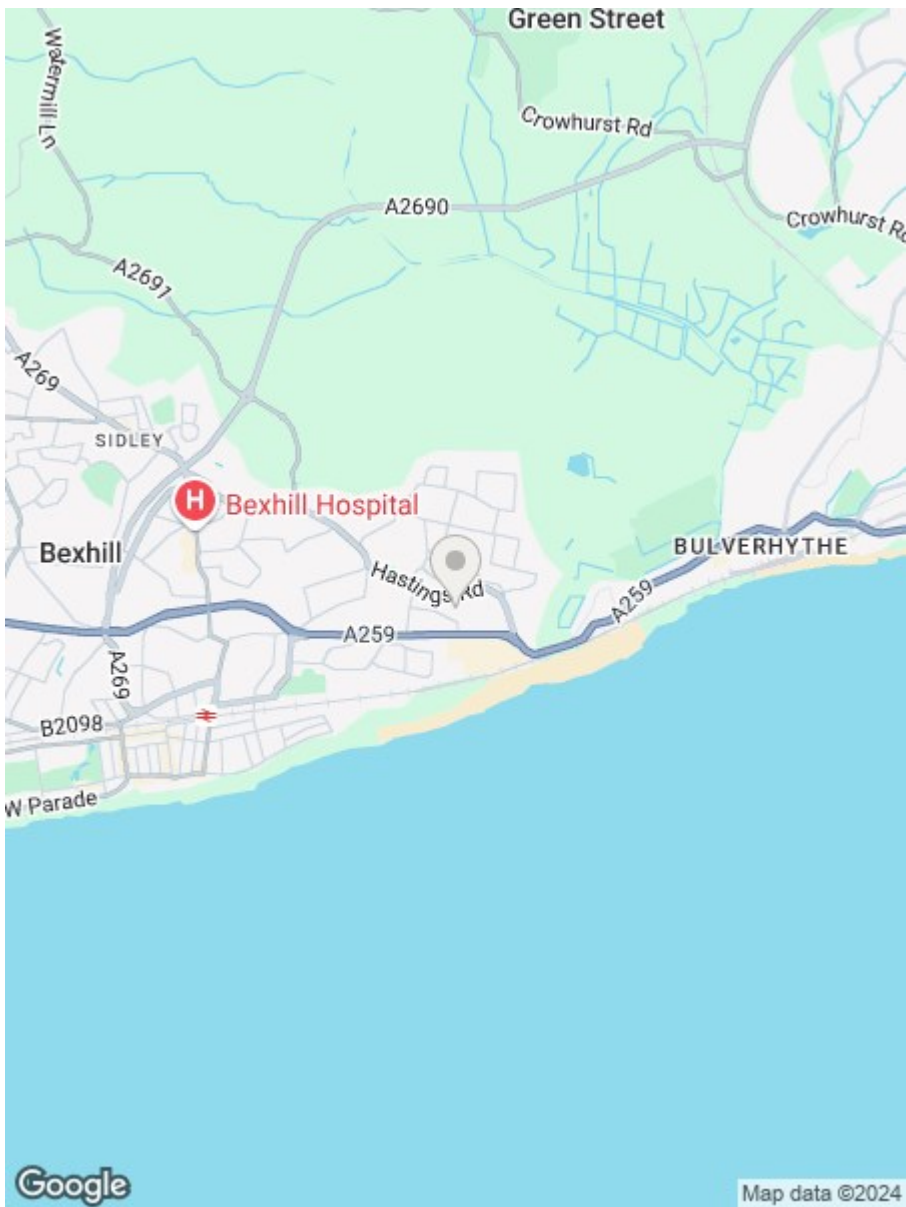 Green Street
Watermill Ln
Crowhurst Rd
A2690
Crowhurst Rd
A2691
A269
SIDLEY
H
Bexhill Hospital
Bexhill
BULVERHYTHE
Hastings Rd
A259
A259
A269
B2098
W Parade
Google
Map data ©2024